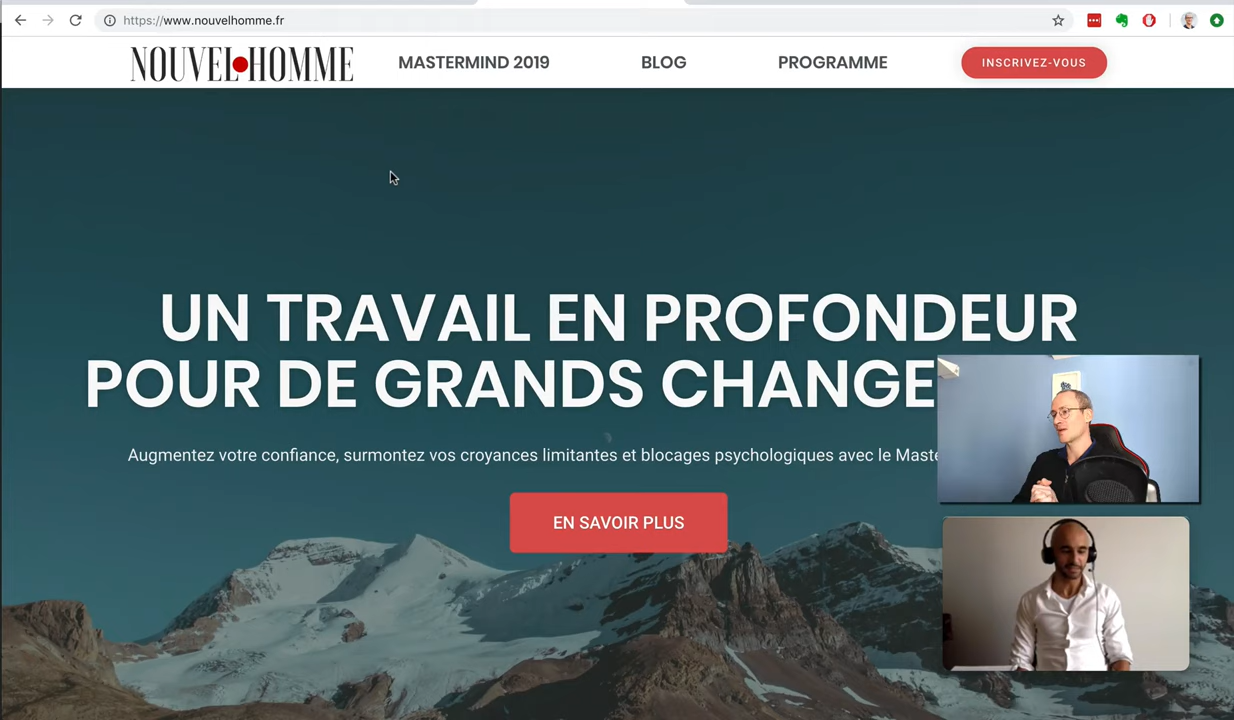 https://www.nouvelhomme.fr
NOUVEL HOMME
MASTERMIND 2019
BLOG
PROGRAMME
INSCRIVEZ-VOUS
UN TRAVAIL EN PROFONDEUR
POUR DE GRANDS CHANGE
Augmentez votre confiance, surmontez vos croyances limitantes et blocages psychologiques avec le Maste
EN SAVOIR PLUS